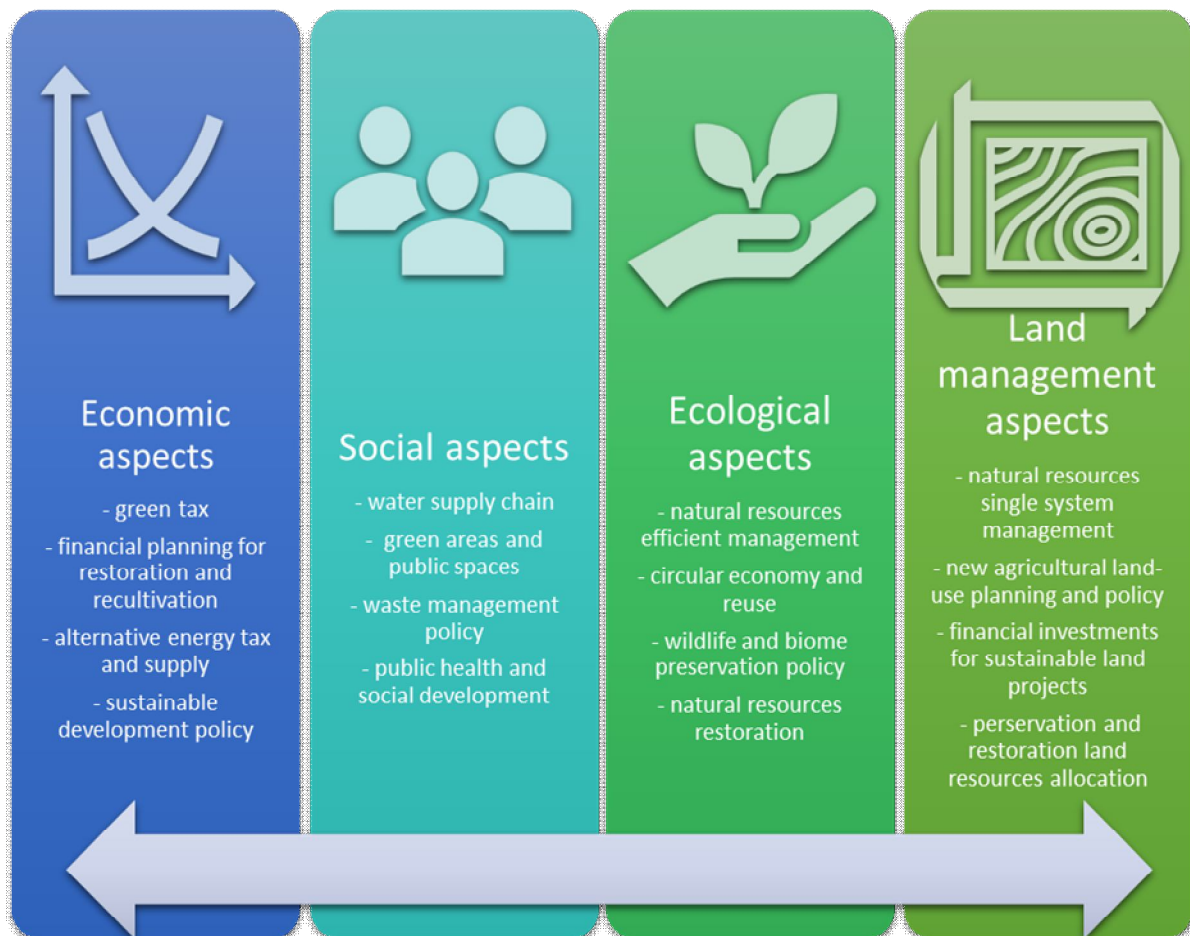 Economic
aspects
- green tax
- financial planning for
restoration and
recultivation
- alternative energy tax
and supply
- sustainable
development policy
Social aspects
- water supply chain
- green areas and
public spaces
- waste management
policy
- public health and
social development
Ecological
aspects
- natural resources
efficient management
- circular economy and
reuse
- wildlife and biome
preservation policy
- natural resources
restoration
Land
management
aspects
- natural resources
single system
management
- new agricultural land-
use planning and policy
- financial investments
for sustainable land
projects
- perservation and
restoration land
resources allocation